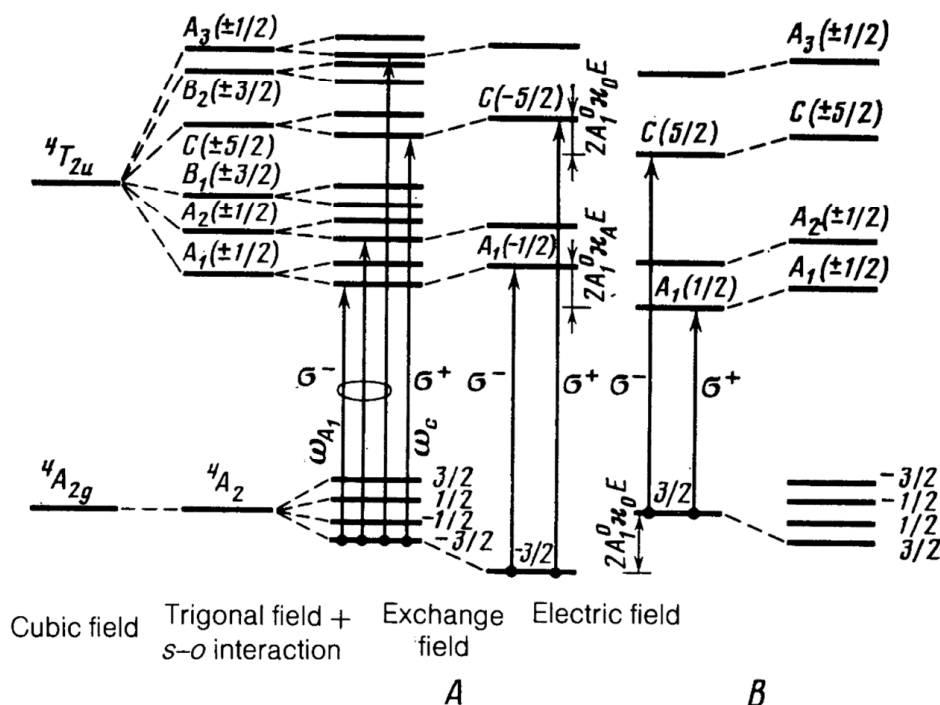 A₃(±1/2)
B₂(±3/2)
C(±5/2)
B₁(±3/2)
A₂(±1/2)
A₁(±1/2)
⁴T₂ᵤ
⁴A₂g
⁴A₂
σ⁻
σ⁺
ω_A₁
ω_c
3/2
1/2
-1/2
-3/2
C(-5/2)
2A₁⁰ϰ₀E
A₁(-1/2)
2A₁⁰ϰ_AE
σ⁻
σ⁺
-3/2
C(5/2)
A₁(1/2)
σ⁻
σ⁺
3/2
2A₁⁰ϰ₀E
A₃(±1/2)
C(±5/2)
A₂(±1/2)
A₁(±1/2)
-3/2
-1/2
1/2
3/2
Cubic field
Trigonal field +
s–o interaction
Exchange
field
Electric field
A
B